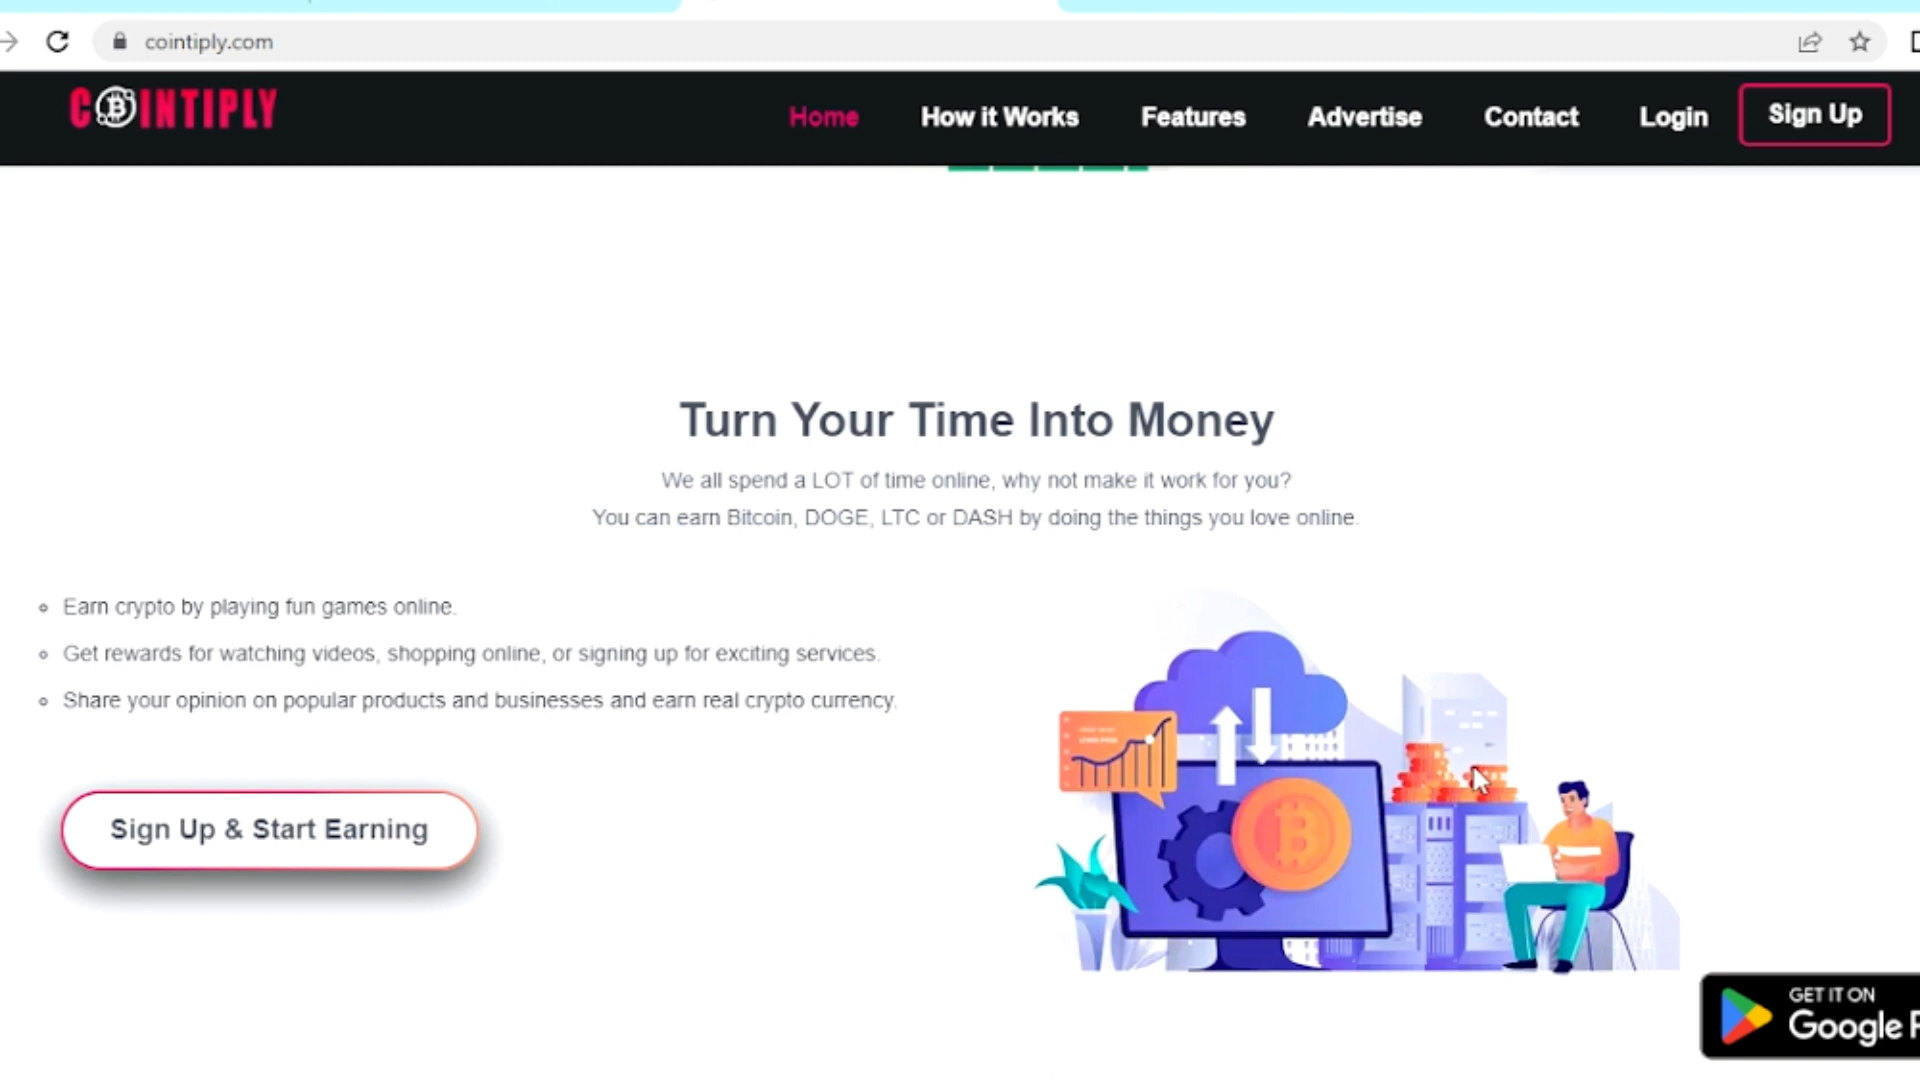 cointiply.com
COINTIPLY
Home How it Works Features Advertise Contact Login Sign Up
Turn Your Time Into Money
We all spend a LOT of time online, why not make it work for you?
You can earn Bitcoin, DOGE, LTC or DASH by doing the things you love online.
Earn crypto by playing fun games online.
Get rewards for watching videos, shopping online, or signing up for exciting services.
Share your opinion on popular products and businesses and earn real crypto currency.
Sign Up & Start Earning
GET IT ON
Google